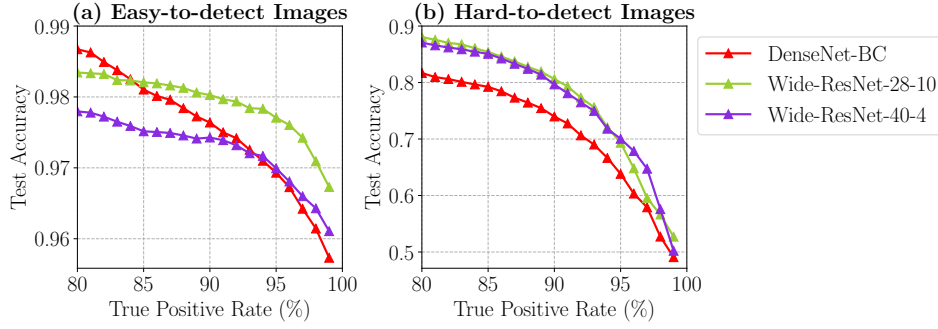 (a) Easy-to-detect Images
0.99
0.98
0.97
0.96
Test Accuracy
80 85 90 95 100
True Positive Rate (%)
(b) Hard-to-detect Images
0.9
0.8
0.7
0.6
0.5
Test Accuracy
80 85 90 95 100
True Positive Rate (%)
DenseNet-BC
Wide-ResNet-28-10
Wide-ResNet-40-4